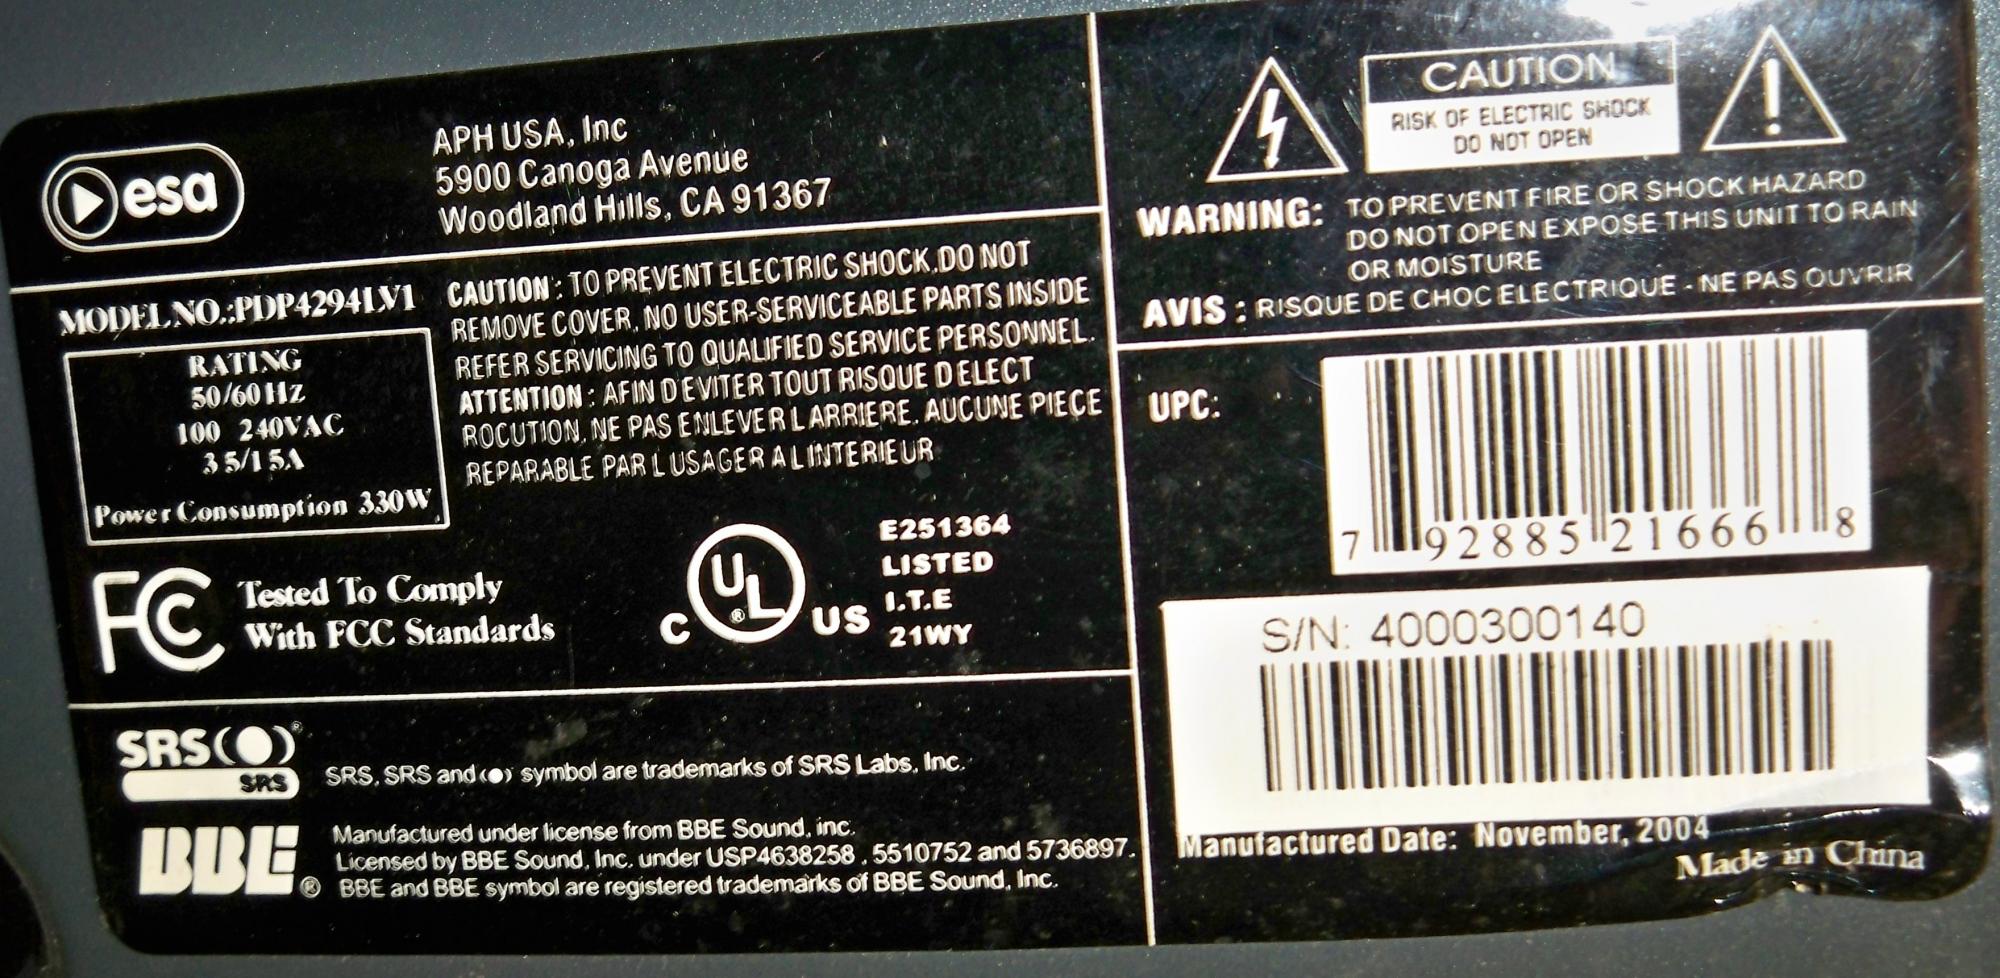 esa
APH USA, Inc
5900 Canoga Avenue
Woodland Hills, CA 91367
MODEL NO.:PDP4294LV1
RATING
50/60HZ
100 240VAC
3 5/1 5A
Power Consumption 330W
CAUTION : TO PREVENT ELECTRIC SHOCK.DO NOT
REMOVE COVER. NO USER-SERVICEABLE PARTS INSIDE
REFER SERVICING TO QUALIFIED SERVICE PERSONNEL.
ATTENTION : AFIN D EVITER TOUT RISQUE D ELECT
ROCUTION, NE PAS ENLEVER L ARRIERE. AUCUNE PIECE
REPARABLE PAR L USAGER A L INTERIEUR
FC Tested To Comply
With FCC Standards
C UL ® US
E251364
LISTED
I.T.E
21WY
SRS(●)®
SRS
SRS, SRS and (●) symbol are trademarks of SRS Labs, Inc.
BBE®
Manufactured under license from BBE Sound, inc.
Licensed by BBE Sound, Inc. under USP4638258 , 5510752 and 5736897.
BBE and BBE symbol are registered trademarks of BBE Sound, Inc.
CAUTION
RISK OF ELECTRIC SHOCK
DO NOT OPEN
WARNING: TO PREVENT FIRE OR SHOCK HAZARD
DO NOT OPEN EXPOSE THIS UNIT TO RAIN
OR MOISTURE
AVIS : RISQUE DE CHOC ELECTRIQUE - NE PAS OUVRIR
UPC:
7 92885 21666 8
S/N: 4000300140
Manufactured Date: November, 2004
Made in China